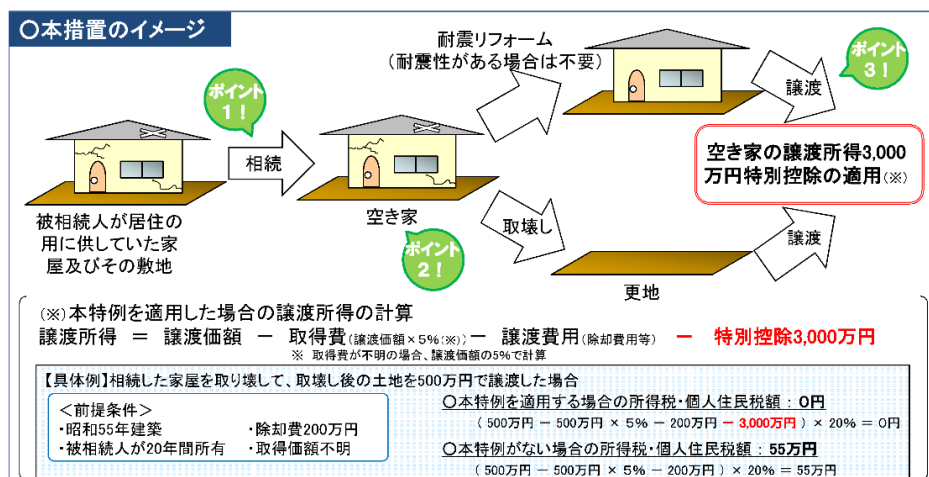 ○本措置のイメージ
耐震リフォーム
（耐震性がある場合は不要）
ポイント
1！
ポイント
3！
相続
譲渡
空き家の譲渡所得3,000
万円特別控除の適用(※)
被相続人が居住の
用に供していた家
屋及びその敷地
空き家
ポイント
2！
取壊し
譲渡
更地
(※)本特例を適用した場合の譲渡所得の計算
譲渡所得 ＝ 譲渡価額 － 取得費(譲渡価額×5%(※)) － 譲渡費用(除却費用等) － 特別控除3,000万円
※ 取得費が不明の場合、譲渡価額の5%で計算
【具体例】相続した家屋を取り壊して、取壊し後の土地を500万円で譲渡した場合
＜前提条件＞
・昭和55年建築 ・除却費200万円
・被相続人が20年間所有 ・取得価額不明
○本特例を適用する場合の所得税・個人住民税額：0円
（500万円 － 500万円 × 5% － 200万円 － 3,000万円）× 20% ＝ 0円
○本特例がない場合の所得税・個人住民税額：55万円
（500万円 － 500万円 × 5% － 200万円）× 20% ＝ 55万円